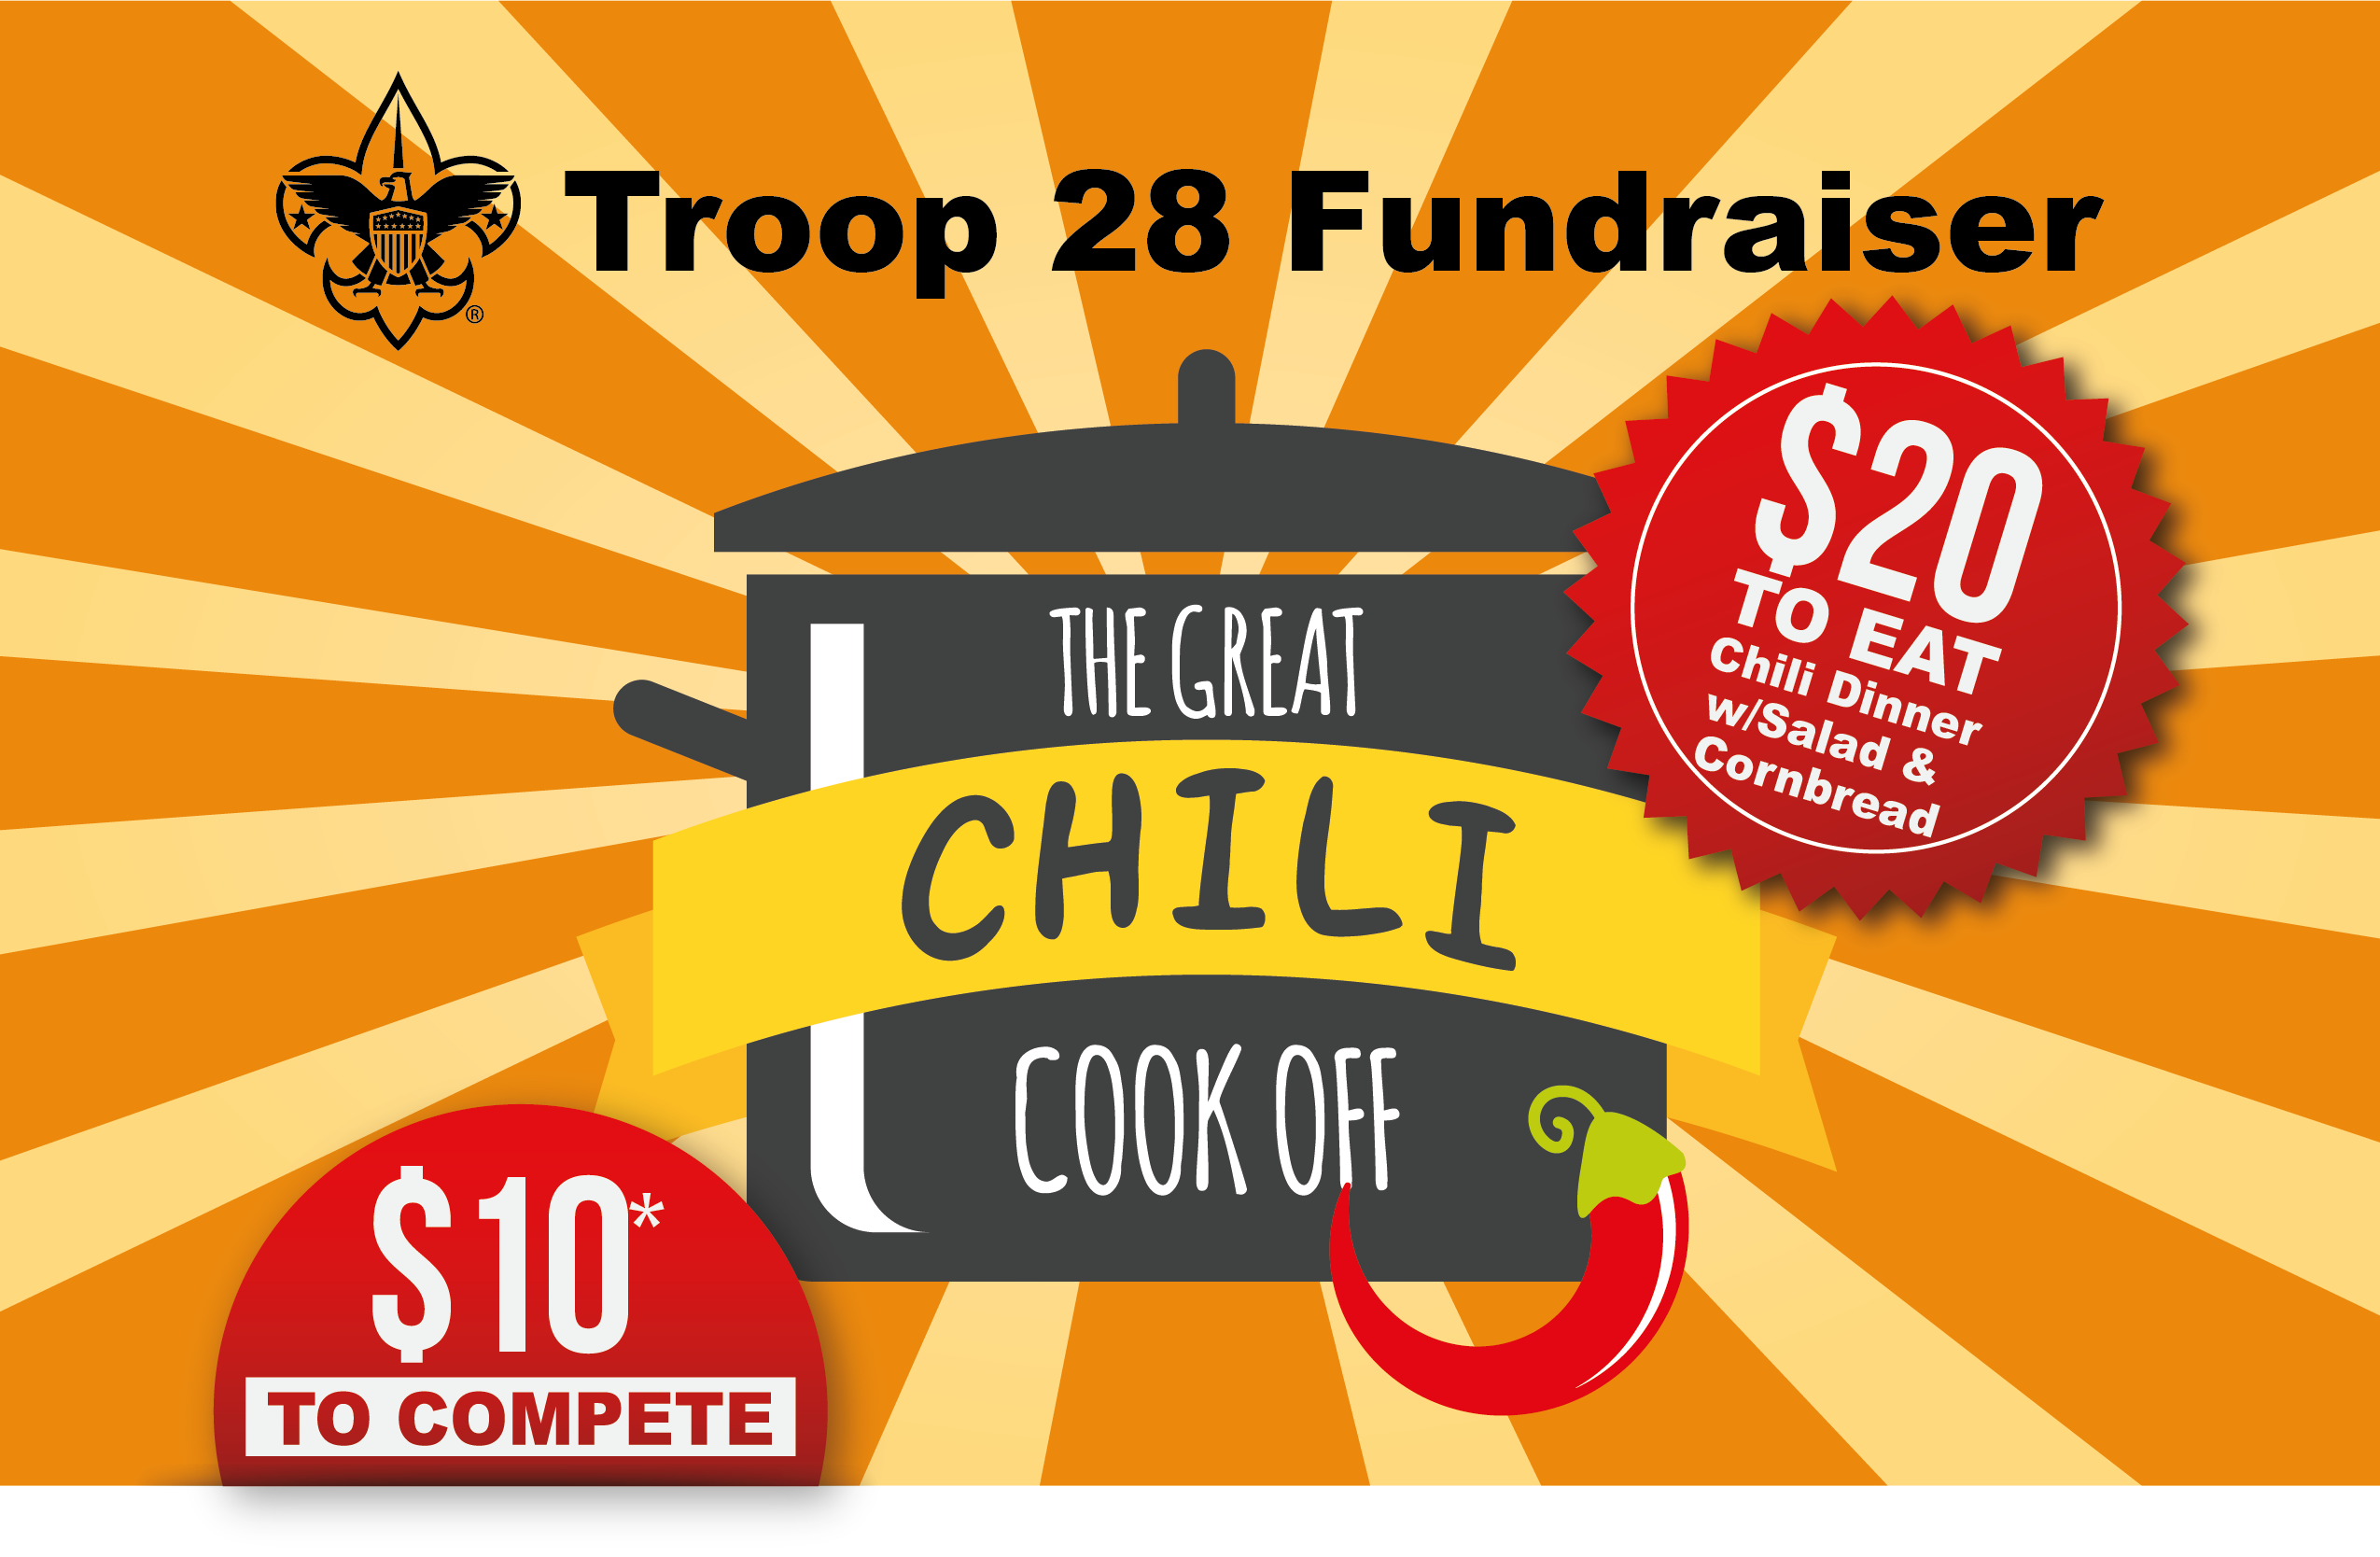 Troop 28 Fundraiser
®
$20
TO EAT
Chili Dinner
w/Salad &
Cornbread
THE GREAT
CHILI
COOK OFF
$10*
TO COMPETE